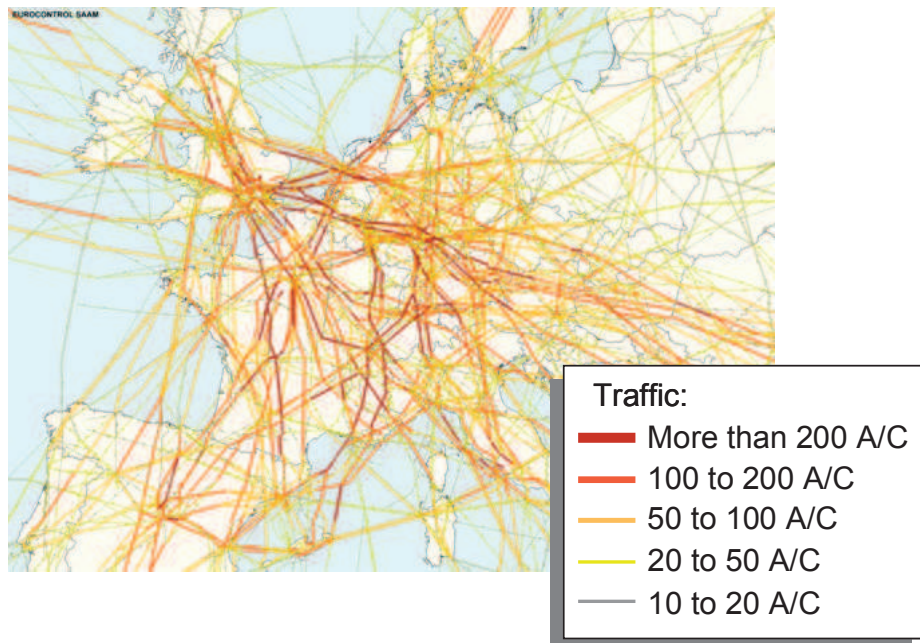 EUROCONTROL SAAM
Traffic:
More than 200 A/C
100 to 200 A/C
50 to 100 A/C
20 to 50 A/C
10 to 20 A/C